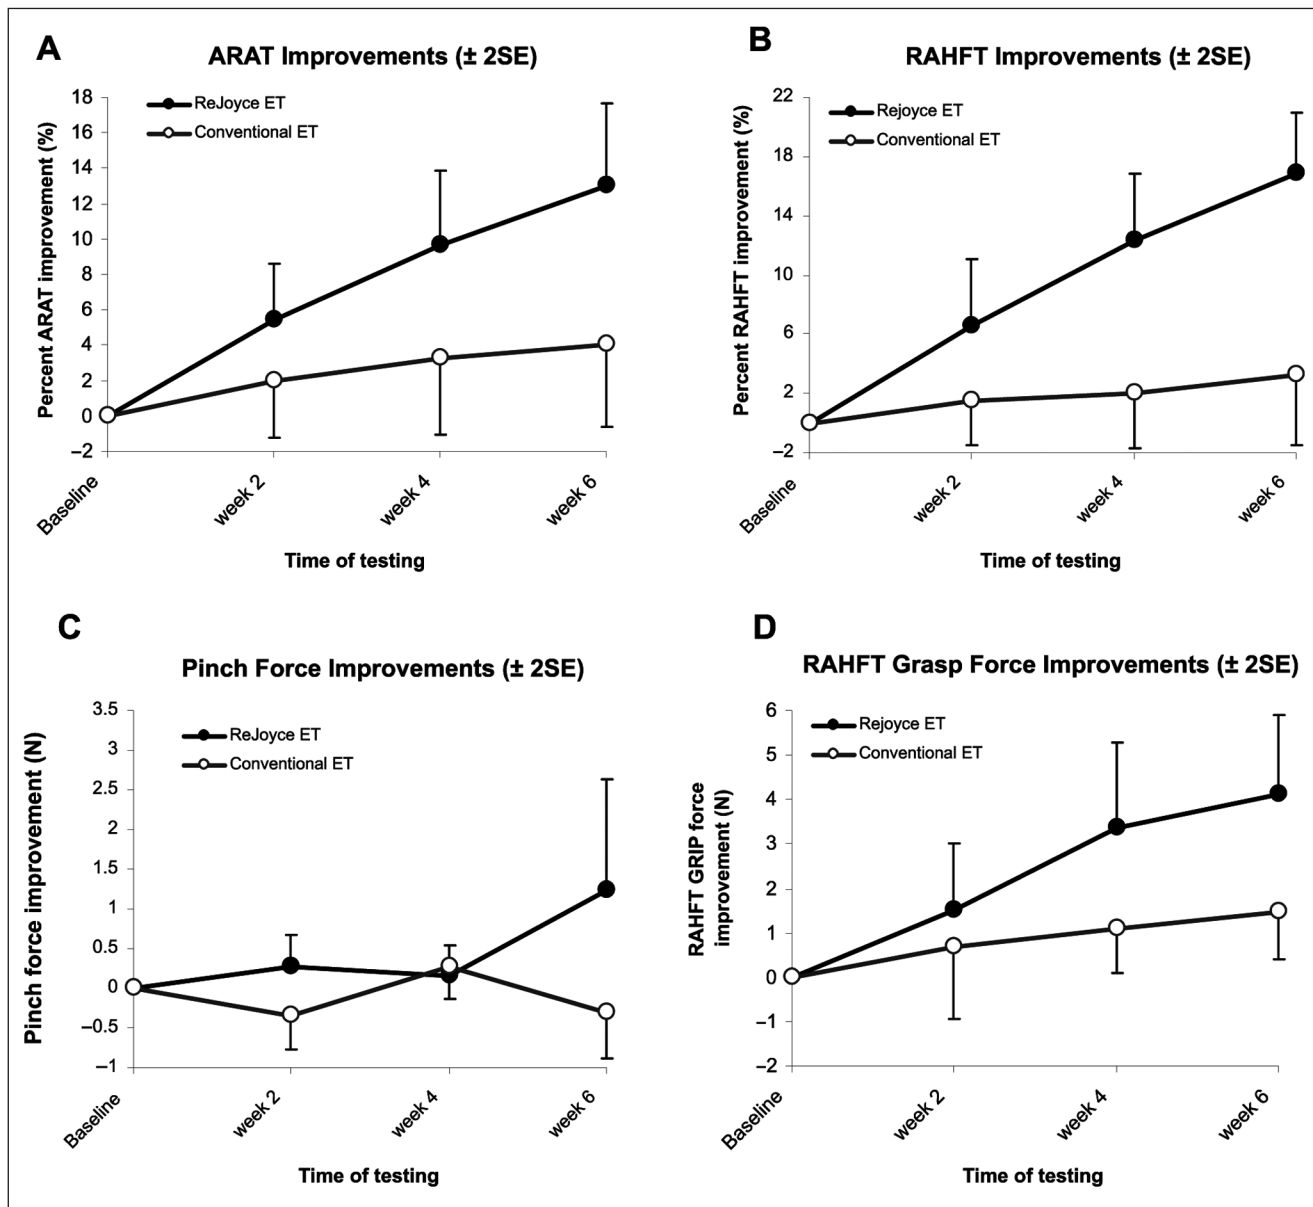 A
ARAT Improvements (± 2SE)
ReJoyce ET
Conventional ET
Percent ARAT improvement (%)
18
16
14
12
10
8
6
4
2
0
–2
Baseline
week 2
week 4
week 6
Time of testing
B
RAHFT Improvements (± 2SE)
Rejoyce ET
Conventional ET
Percent RAHFT improvement (%)
22
18
14
10
6
2
–2
Baseline
week 2
week 4
week 6
Time of testing
C
Pinch Force Improvements (± 2SE)
ReJoyce ET
Conventional ET
Pinch force improvement (N)
3.5
3
2.5
2
1.5
1
0.5
0
–0.5
–1
Baseline
week 2
week 4
week 6
Time of testing
D
RAHFT Grasp Force Improvements (± 2SE)
Rejoyce ET
Conventional ET
RAHFT GRIP force
improvement (N)
6
5
4
3
2
1
0
–1
–2
Baseline
week 2
week 4
week 6
Time of testing